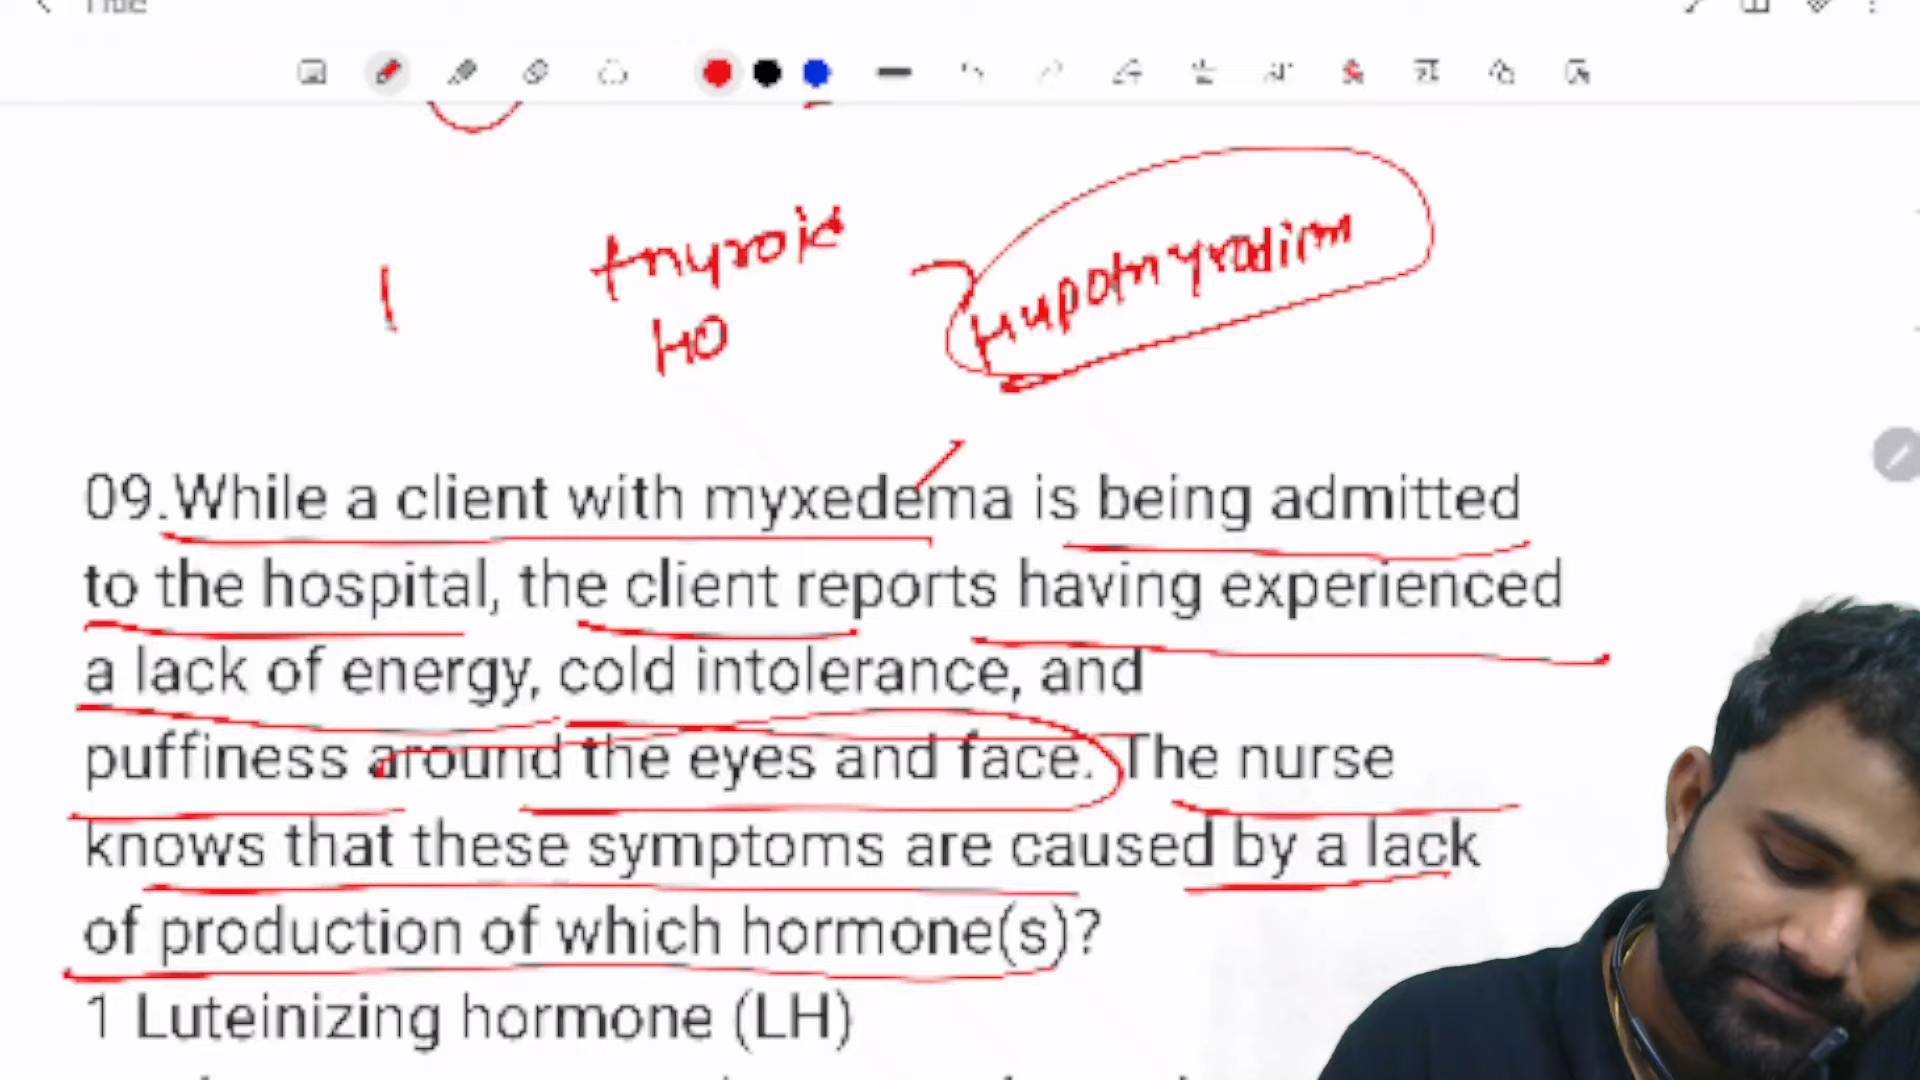 Title
thyroid
Hypothyrodism
HO
09.While a client with myxedema is being admitted
to the hospital, the client reports having experienced
a lack of energy, cold intolerance, and
puffiness around the eyes and face. The nurse
knows that these symptoms are caused by a lack
of production of which hormone(s)?
1 Luteinizing hormone (LH)